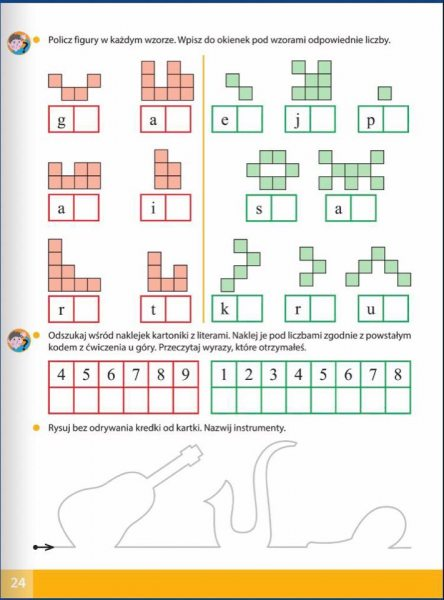 Policz figury w każdym wzorze. Wpisz do okienek pod wzorami odpowiednie liczby.
g a e j p
a i s a
r t k r u
Odszukaj wśród naklejek kartoniki z literami. Naklej je pod liczbami zgodnie z powstałym
kodem z ćwiczenia u góry. Przeczytaj wyrazy, które otrzymałeś.
4 5 6 7 8 9 1 2 3 4 5 6 7 8
Rysuj bez odrywania kredki od kartki. Nazwij instrumenty.
24